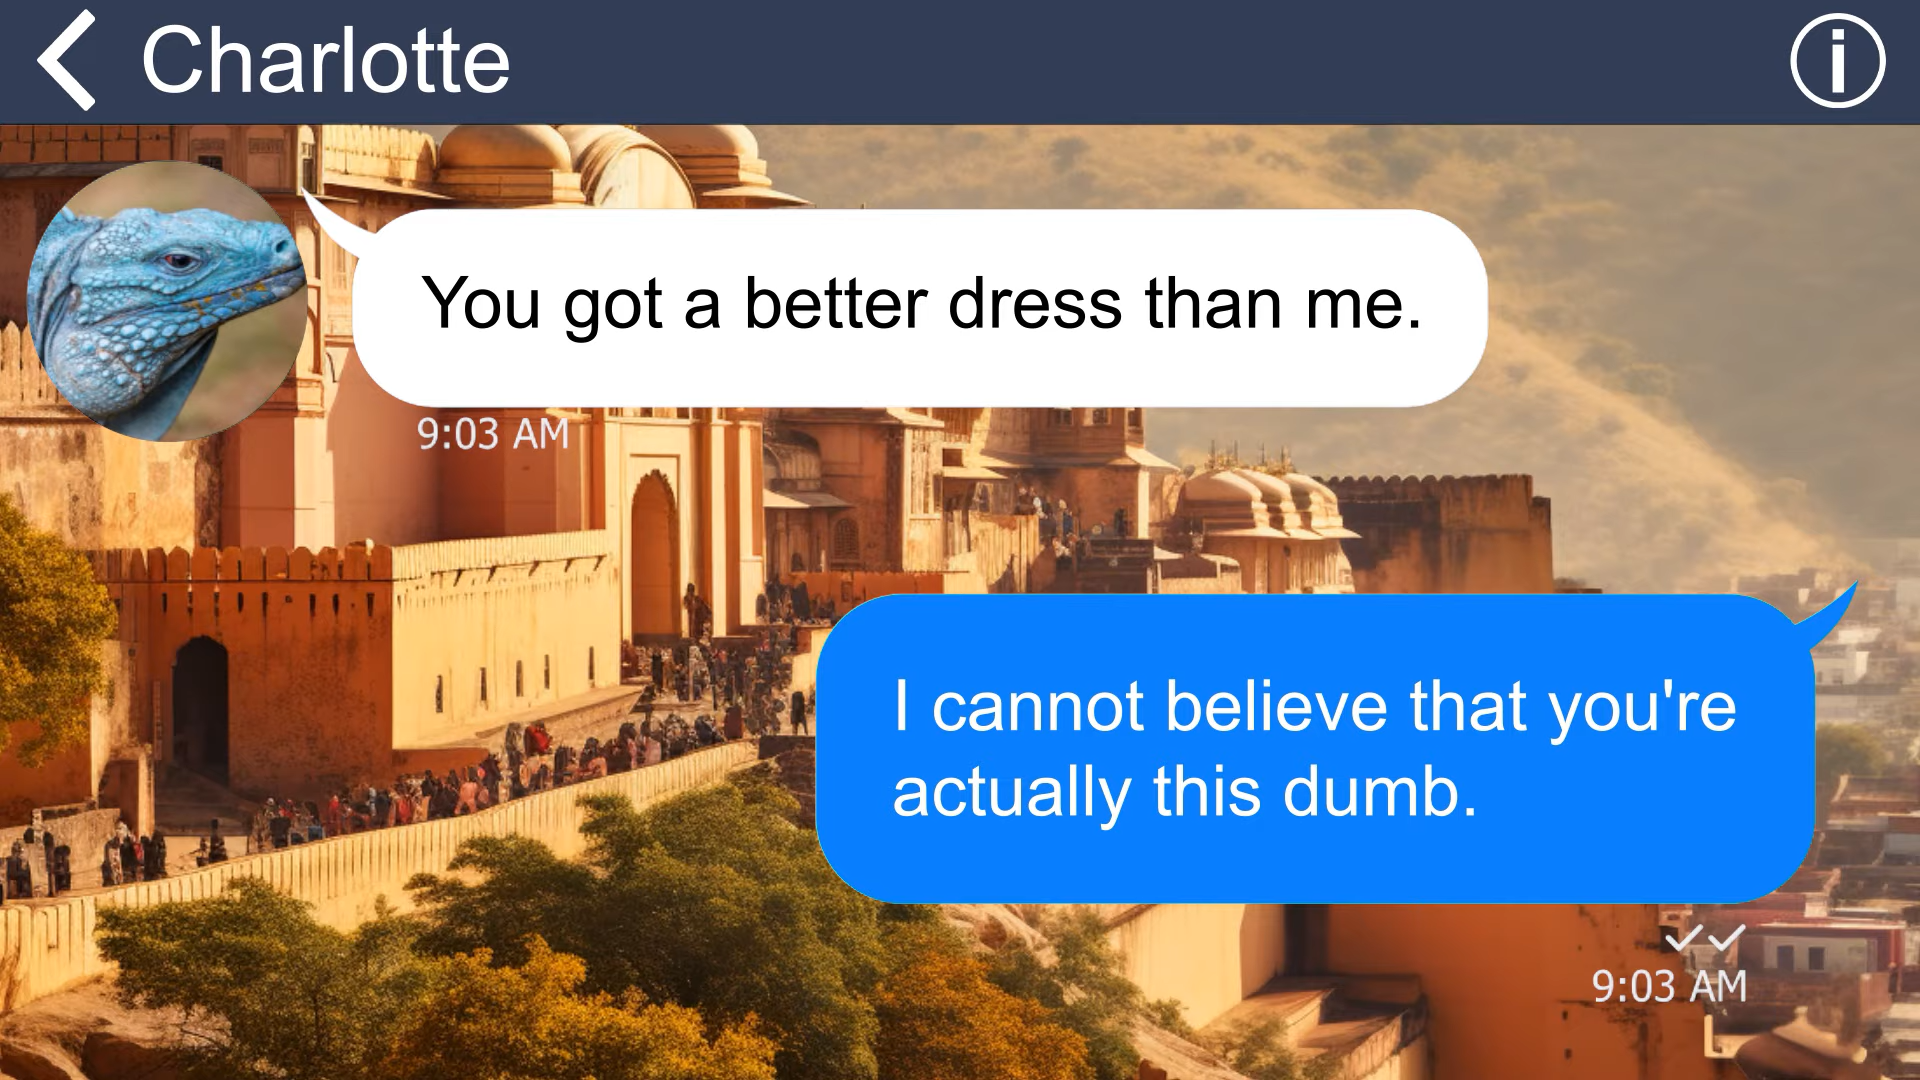 Charlotte
You got a better dress than me.
9:03 AM
I cannot believe that you're
actually this dumb.
9:03 AM